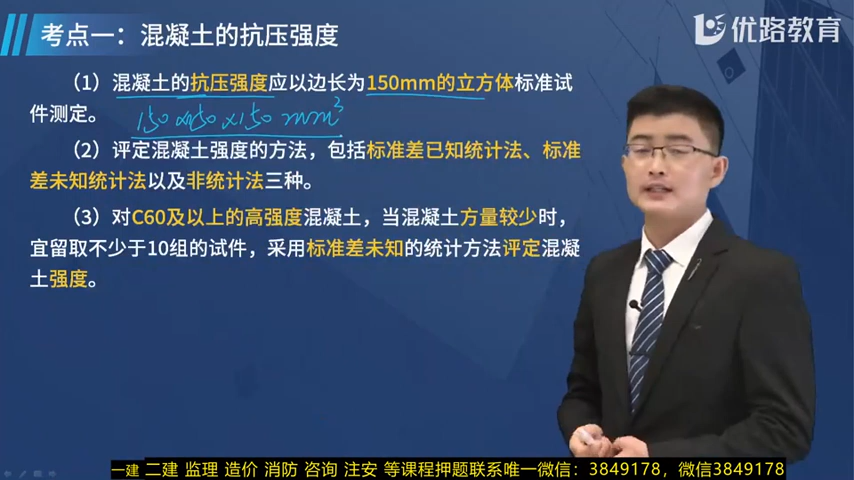 考点一：混凝土的抗压强度
优路教育
（1）混凝土的抗压强度应以边长为150mm的立方体标准试
件测定。
150×150×150 mm³
（2）评定混凝土强度的方法，包括标准差已知统计法、标准
差未知统计法以及非统计法三种。
（3）对C60及以上的高强度混凝土，当混凝土方量较少时，
宜留取不少于10组的试件，采用标准差未知的统计方法评定混凝
土强度。
一建 二建 监理 造价 消防 咨询 注安 等课程押题联系唯一微信：3849178，微信3849178